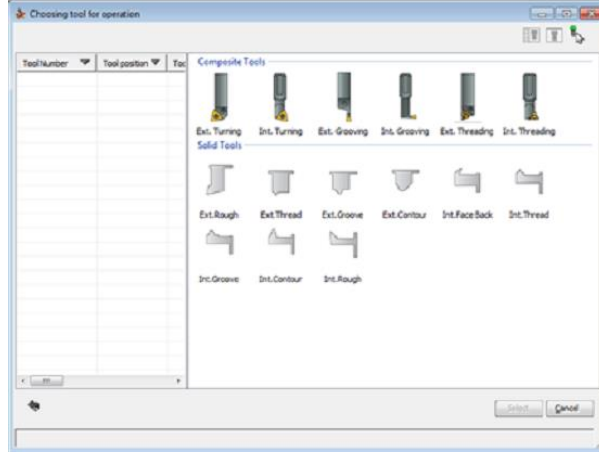 Choosing tool for operation
Tool Number Tool position Too
Composite Tools
Ext. Turning Int. Turning Ext. Grooving Int. Grooving Ext. Threading Int. Threading
Solid Tools
Ext.Rough Ext.Thread Ext.Groove Ext.Contour Int.Face Back Int.Thread
Int.Groove Int.Contour Int.Rough
Select Cancel